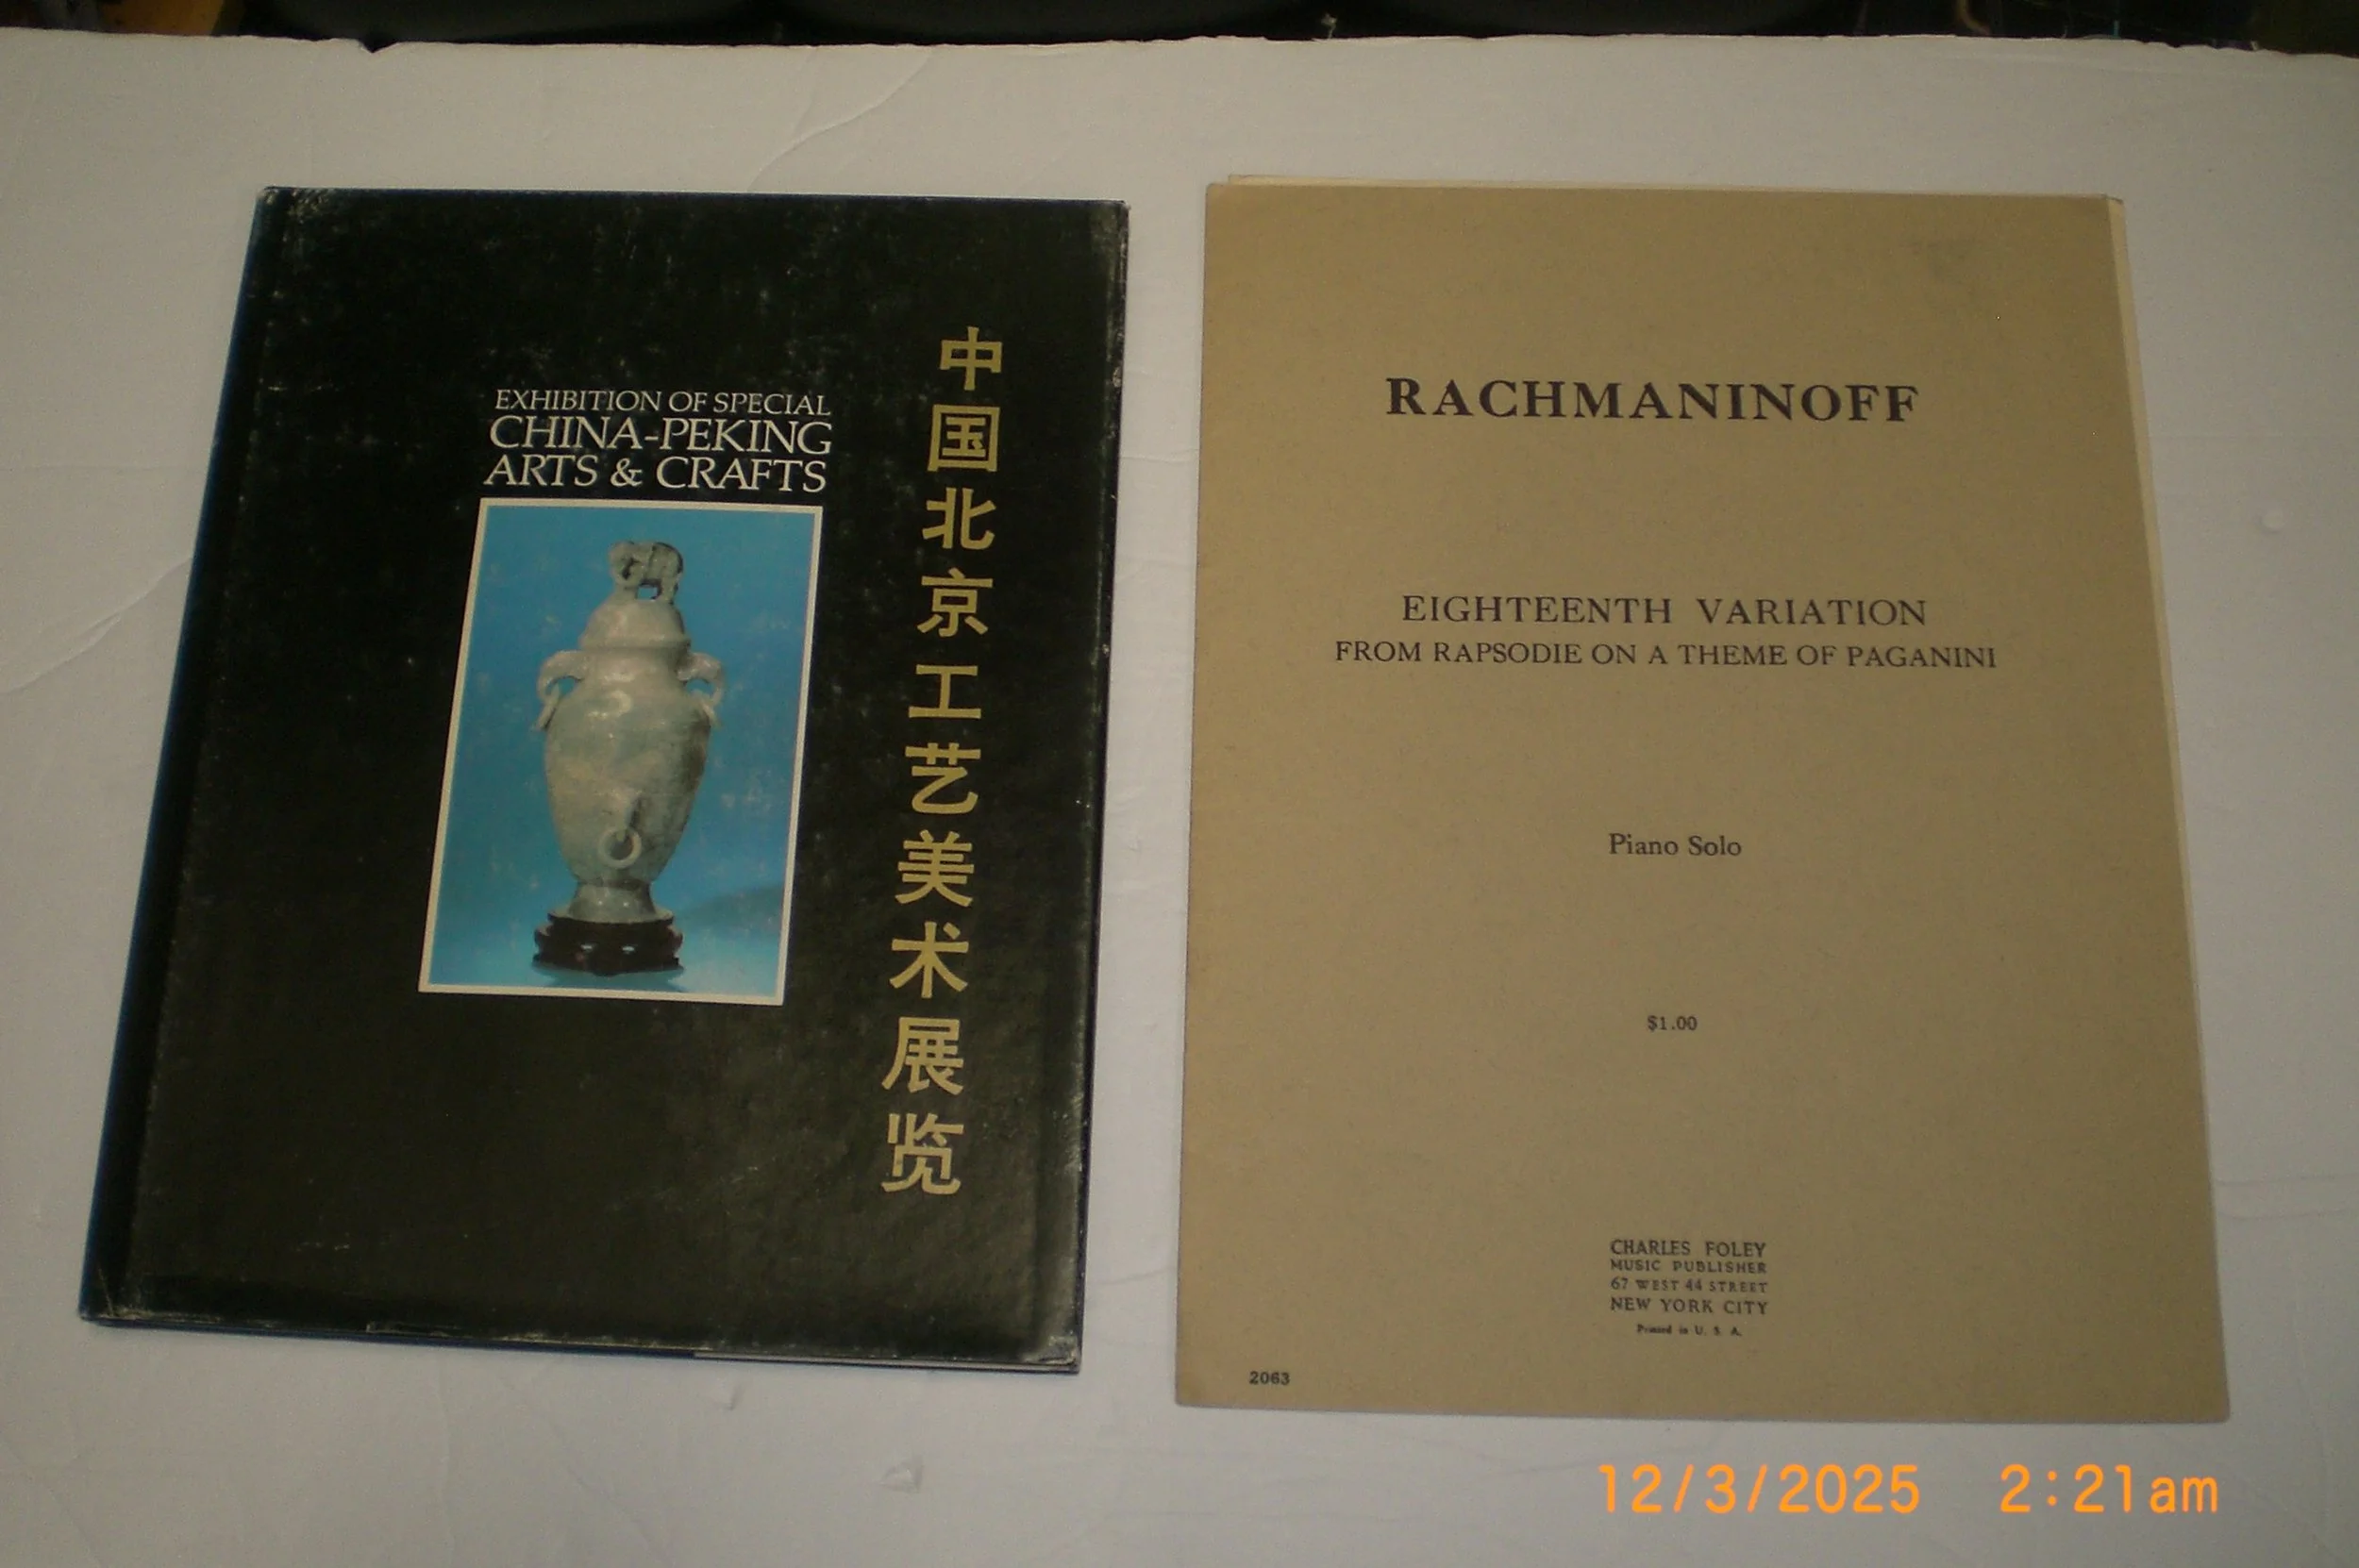 EXHIBITION OF SPECIAL
CHINA-PEKING
ARTS & CRAFTS
中国北京工艺美术展览
RACHMANINOFF
EIGHTEENTH VARIATION
FROM RAPSODIE ON A THEME OF PAGANINI
Piano Solo
$1.00
CHARLES FOLEY
MUSIC PUBLISHER
67 WEST 44 STREET
NEW YORK CITY
Printed in U. S. A.
2063
12/3/2025 2:21am